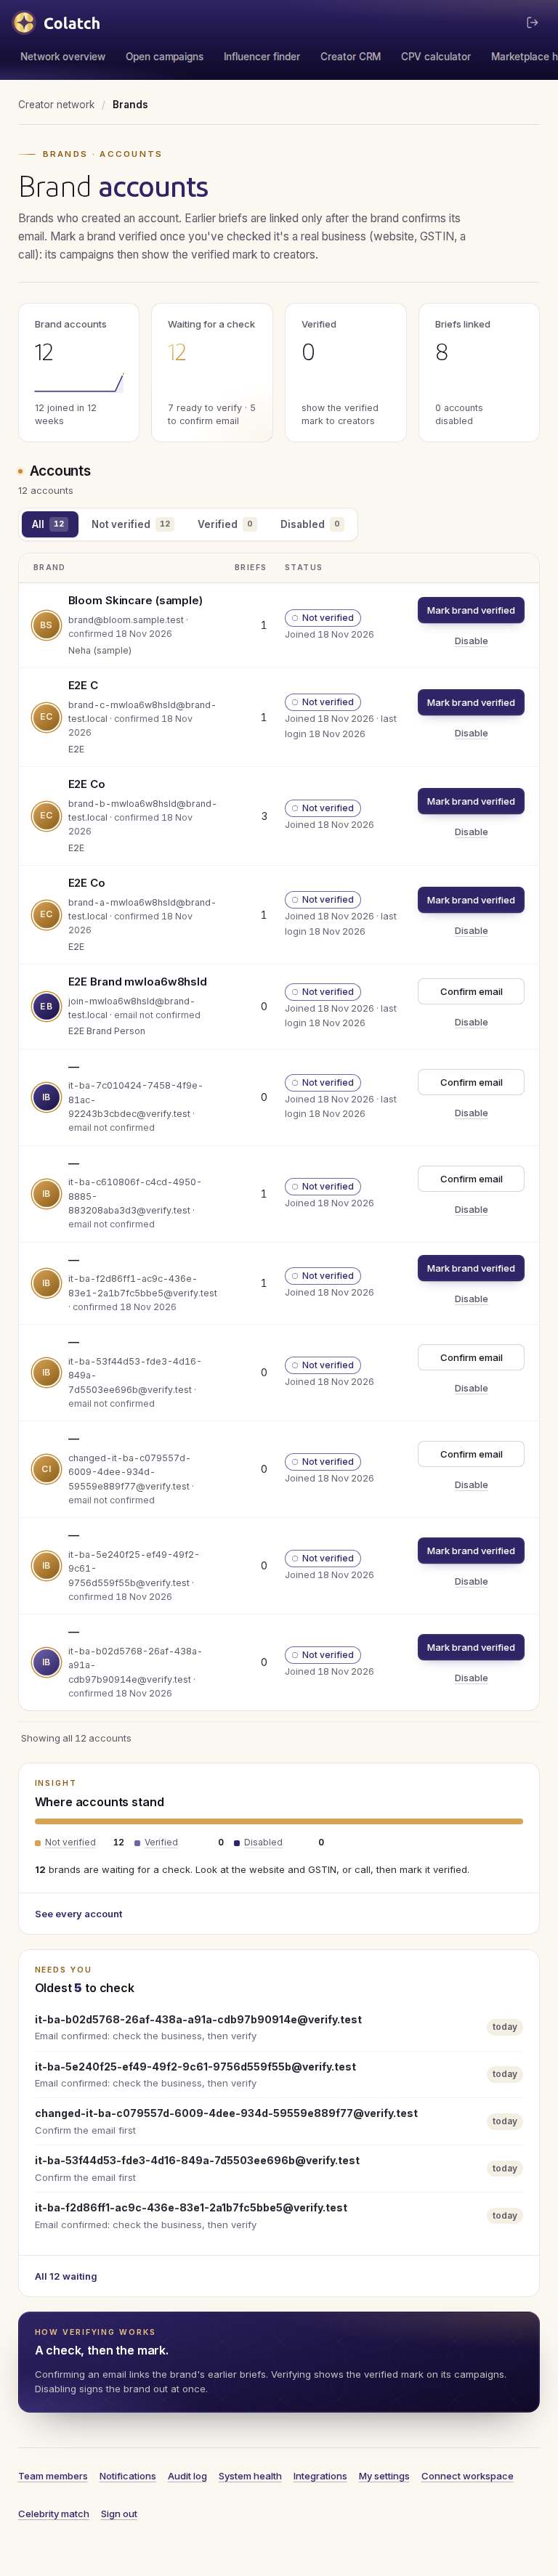 Colatch
Network overview Open campaigns Influencer finder Creator CRM CPV calculator Marketplace h
Creator network / Brands
BRANDS · ACCOUNTS
Brand accounts
Brands who created an account. Earlier briefs are linked only after the brand confirms its
email. Mark a brand verified once you've checked it's a real business (website, GSTIN, a
call): its campaigns then show the verified mark to creators.
Brand accounts
12
12 joined in 12
weeks
Waiting for a check
12
7 ready to verify · 5
to confirm email
Verified
0
show the verified
mark to creators
Briefs linked
8
0 accounts
disabled
Accounts
12 accounts
All 12 Not verified 12 Verified 0 Disabled 0
BRAND BRIEFS STATUS
BS
Bloom Skincare (sample)
brand@bloom.sample.test ·
confirmed 18 Nov 2026
Neha (sample)
1
Not verified
Joined 18 Nov 2026
Mark brand verified
Disable
EC
E2E C
brand-c-mwloa6w8hsld@brand-
test.local · confirmed 18 Nov
2026
E2E
1
Not verified
Joined 18 Nov 2026 · last
login 18 Nov 2026
Mark brand verified
Disable
EC
E2E Co
brand-b-mwloa6w8hsld@brand-
test.local · confirmed 18 Nov
2026
E2E
3
Not verified
Joined 18 Nov 2026
Mark brand verified
Disable
EC
E2E Co
brand-a-mwloa6w8hsld@brand-
test.local · confirmed 18 Nov
2026
E2E
1
Not verified
Joined 18 Nov 2026 · last
login 18 Nov 2026
Mark brand verified
Disable
EB
E2E Brand mwloa6w8hsld
join-mwloa6w8hsld@brand-
test.local · email not confirmed
E2E Brand Person
0
Not verified
Joined 18 Nov 2026 · last
login 18 Nov 2026
Confirm email
Disable
IB
—
it-ba-7c010424-7458-4f9e-
81ac-
92243b3cbdec@verify.test ·
email not confirmed
0
Not verified
Joined 18 Nov 2026 · last
login 18 Nov 2026
Confirm email
Disable
IB
—
it-ba-c610806f-c4cd-4950-
8885-
883208aba3d3@verify.test ·
email not confirmed
1
Not verified
Joined 18 Nov 2026
Confirm email
Disable
IB
—
it-ba-f2d86ff1-ac9c-436e-
83e1-2a1b7fc5bbe5@verify.test
· confirmed 18 Nov 2026
1
Not verified
Joined 18 Nov 2026
Mark brand verified
Disable
IB
—
it-ba-53f44d53-fde3-4d16-
849a-
7d5503ee696b@verify.test ·
email not confirmed
0
Not verified
Joined 18 Nov 2026
Confirm email
Disable
CI
—
changed-it-ba-c079557d-
6009-4dee-934d-
59559e889f77@verify.test ·
email not confirmed
0
Not verified
Joined 18 Nov 2026
Confirm email
Disable
IB
—
it-ba-5e240f25-ef49-49f2-
9c61-
9756d559f55b@verify.test ·
confirmed 18 Nov 2026
0
Not verified
Joined 18 Nov 2026
Mark brand verified
Disable
IB
—
it-ba-b02d5768-26af-438a-
a91a-
cdb97b90914e@verify.test ·
confirmed 18 Nov 2026
0
Not verified
Joined 18 Nov 2026
Mark brand verified
Disable
Showing all 12 accounts
INSIGHT
Where accounts stand
Not verified 12 Verified 0 Disabled 0
12 brands are waiting for a check. Look at the website and GSTIN, or call, then mark it verified.
See every account
NEEDS YOU
Oldest 5 to check
it-ba-b02d5768-26af-438a-a91a-cdb97b90914e@verify.test
Email confirmed: check the business, then verify
today
it-ba-5e240f25-ef49-49f2-9c61-9756d559f55b@verify.test
Email confirmed: check the business, then verify
today
changed-it-ba-c079557d-6009-4dee-934d-59559e889f77@verify.test
Confirm the email first
today
it-ba-53f44d53-fde3-4d16-849a-7d5503ee696b@verify.test
Confirm the email first
today
it-ba-f2d86ff1-ac9c-436e-83e1-2a1b7fc5bbe5@verify.test
Email confirmed: check the business, then verify
today
All 12 waiting
HOW VERIFYING WORKS
A check, then the mark.
Confirming an email links the brand's earlier briefs. Verifying shows the verified mark on its campaigns.
Disabling signs the brand out at once.
Team members Notifications Audit log System health Integrations My settings Connect workspace
Celebrity match Sign out